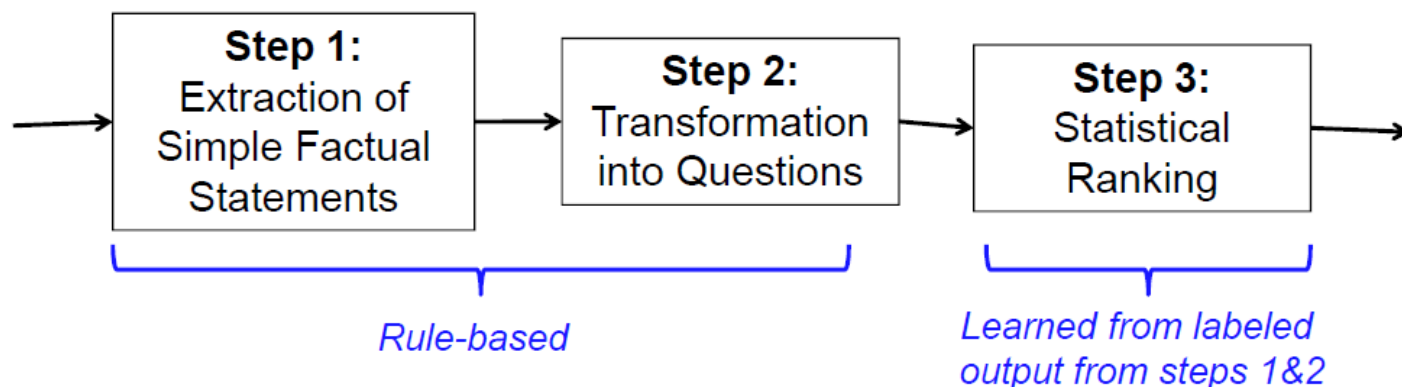 Step 1:
Extraction of
Simple Factual
Statements
Step 2:
Transformation
into Questions
Step 3:
Statistical
Ranking
Rule-based
Learned from labeled
output from steps 1&2